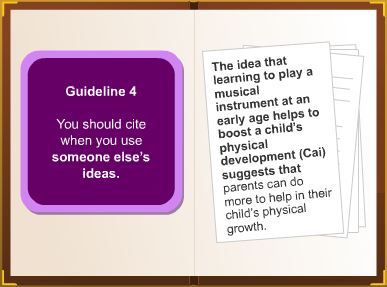 Guideline 4
You should cite
when you use
someone else's
ideas.
The idea that
learning to play a
musical
instrument at an
early age helps to
boost a child's
physical
development (Cai)
suggests that
parents can do
more to help in their
child's physical
growth.